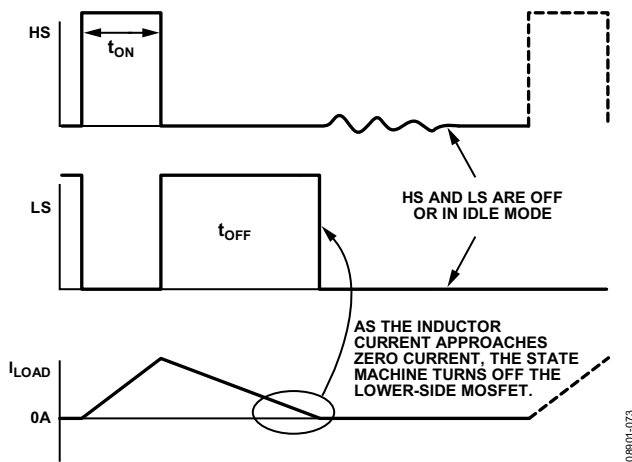 HS
tON
LS
tOFF
HS AND LS ARE OFF
OR IN IDLE MODE
AS THE INDUCTOR
CURRENT APPROACHES
ZERO CURRENT, THE STATE
MACHINE TURNS OFF THE
LOWER-SIDE MOSFET.
ILOAD
0A
08901-073